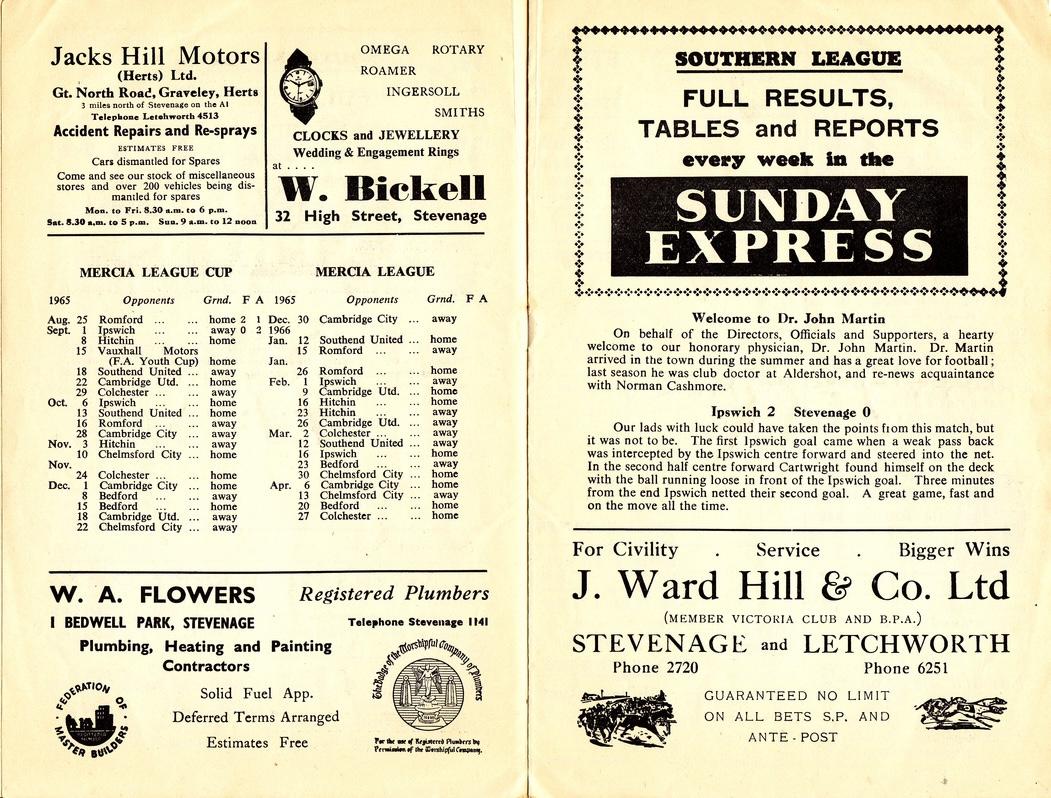 Jacks Hill Motors
(Herts) Ltd.
Gt. North Road, Graveley, Herts
3 miles north of Stevenage on the A1
Telephone Letchworth 4513
Accident Repairs and Re-sprays
ESTIMATES FREE
Cars dismantled for Spares
Come and see our stock of miscellaneous
stores and over 200 vehicles being dis-
mantled for spares
Mon. to Fri. 8.30 a.m. to 6 p.m.
Sat. 8.30 a.m. to 5 p.m. Sun. 9 a.m. to 12 noon
OMEGA ROTARY
ROAMER
INGERSOLL
SMITHS
CLOCKS and JEWELLERY
Wedding & Engagement Rings
at . . . .
W. Bickell
32 High Street, Stevenage
MERCIA LEAGUE CUP
1965 Opponents Grnd. F A
Aug. 25 Romford ... ... home 2 1
Sept. 1 Ipswich ... ... away 0 2
8 Hitchin ... ... home
15 Vauxhall Motors
(F.A. Youth Cup) home
18 Southend United ... away
22 Cambridge Utd. ... home
29 Colchester ... ... away
Oct. 6 Ipswich ... ... home
13 Southend United ... home
16 Romford ... ... away
28 Cambridge City ... away
Nov. 3 Hitchin ... ... away
10 Chelmsford City ... home
Nov.
24 Colchester ... ... home
Dec. 1 Cambridge City ... home
8 Bedford ... ... away
15 Bedford ... ... home
18 Cambridge Utd. ... away
22 Chelmsford City ... away
MERCIA LEAGUE
1965 Opponents Grnd. F A
Dec. 30 Cambridge City ... away
1966
Jan. 12 Southend United ... home
15 Romford ... ... away
Jan.
26 Romford ... ... home
Feb. 1 Ipswich ... ... away
9 Cambridge Utd. ... home
16 Hitchin ... ... home
23 Hitchin ... ... away
26 Cambridge Utd. ... away
Mar. 2 Colchester ... ... away
12 Southend United ... away
16 Ipswich ... ... home
23 Bedford ... ... away
30 Chelmsford City ... home
Apr. 6 Cambridge City ... home
13 Chelmsford City ... away
20 Bedford ... ... home
27 Colchester ... ... home
W. A. FLOWERS Registered Plumbers
1 BEDWELL PARK, STEVENAGE Telephone Stevenage 1141
Plumbing, Heating and Painting
Contractors
Solid Fuel App.
Deferred Terms Arranged
Estimates Free
FEDERATION OF MASTER BUILDERS
The Badge of the Worshipful Company of Plumbers
For the use of Registered Plumbers by
Permission of the Worshipful Company.
SOUTHERN LEAGUE
FULL RESULTS,
TABLES and REPORTS
every week in the
SUNDAY
EXPRESS
Welcome to Dr. John Martin
On behalf of the Directors, Officials and Supporters, a hearty
welcome to our honorary physician, Dr. John Martin. Dr. Martin
arrived in the town during the summer and has a great love for football;
last season he was club doctor at Aldershot, and re-news acquaintance
with Norman Cashmore.
Ipswich 2 Stevenage 0
Our lads with luck could have taken the points from this match, but
it was not to be. The first Ipswich goal came when a weak pass back
was intercepted by the Ipswich centre forward and steered into the net.
In the second half centre forward Cartwright found himself on the deck
with the ball running loose in front of the Ipswich goal. Three minutes
from the end Ipswich netted their second goal. A great game, fast and
on the move all the time.
For Civility . Service . Bigger Wins
J. Ward Hill & Co. Ltd
(MEMBER VICTORIA CLUB AND B.P.A.)
STEVENAGE and LETCHWORTH
Phone 2720 Phone 6251
GUARANTEED NO LIMIT
ON ALL BETS S.P. AND
ANTE-POST